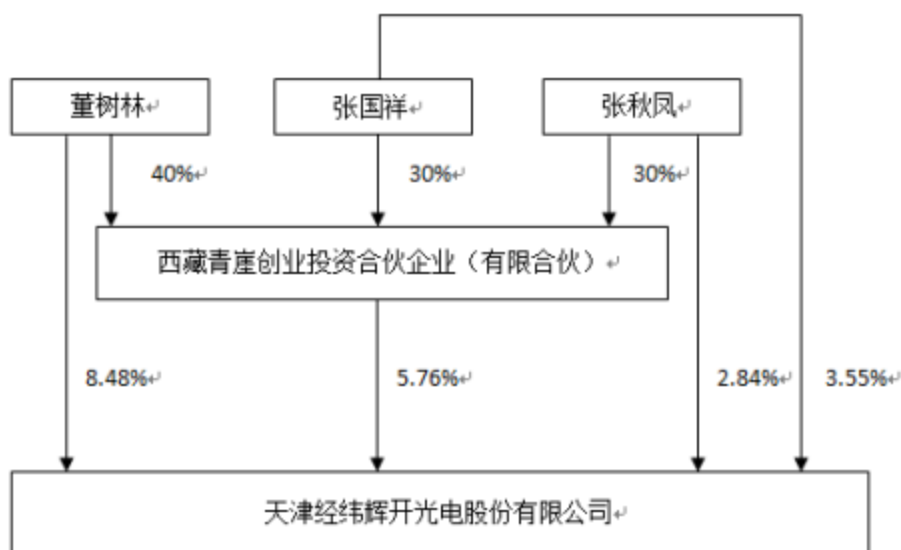 董树林↵
张国祥↵
张秋凤↵
40%↵
30%↵
30%↵
西藏青崖创业投资合伙企业（有限合伙）↵
8.48%↵
5.76%↵
2.84%↵
3.55%↵
天津经纬辉开光电股份有限公司↵